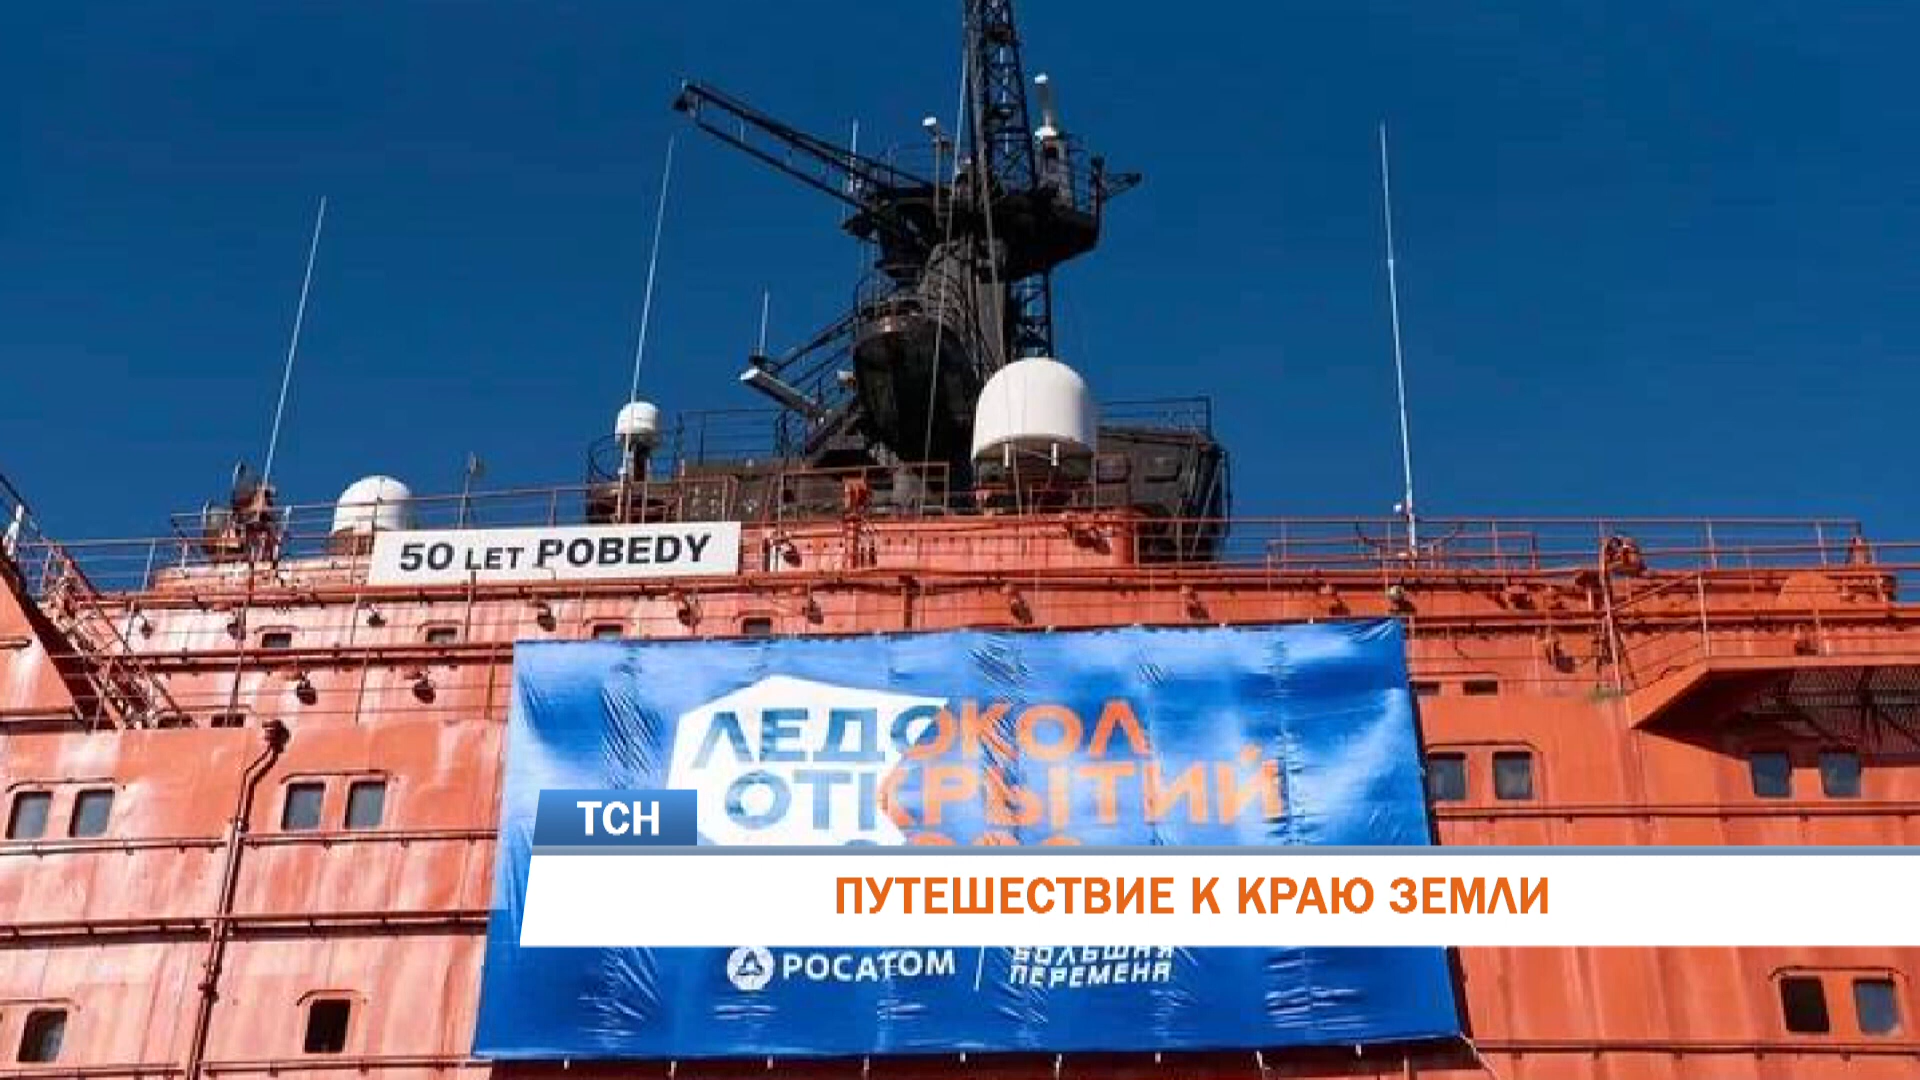 50 LET POBEDY
ЛЕДОКОЛ
ОТКРЫТИЙ
ТСН
ПУТЕШЕСТВИЕ К КРАЮ ЗЕМЛИ
РОСАТОМ
БОЛЬШАЯ
ПЕРЕМЕНА